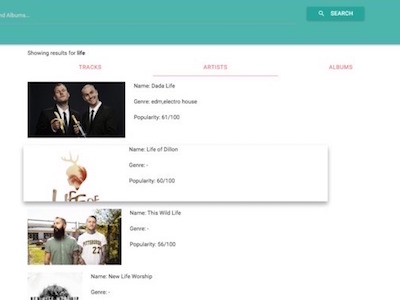 nd Albums...
SEARCH
Showing results for life
TRACKS ARTISTS ALBUMS
Name: Dada Life
Genre: edm,electro house
Popularity: 61/100
Name: Life of Dillon
Genre: -
Popularity: 60/100
LIFE OF
Name: This Wild Life
Genre: -
Popularity: 56/100
Name: New Life Worship
Genre: -